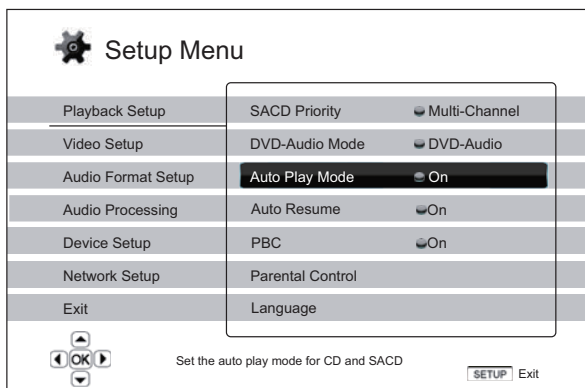 Setup Menu
Playback Setup SACD Priority Multi-Channel
Video Setup DVD-Audio Mode DVD-Audio
Audio Format Setup Auto Play Mode On
Audio Processing Auto Resume On
Device Setup PBC On
Network Setup Parental Control
Exit Language
OK Set the auto play mode for CD and SACD SETUP Exit